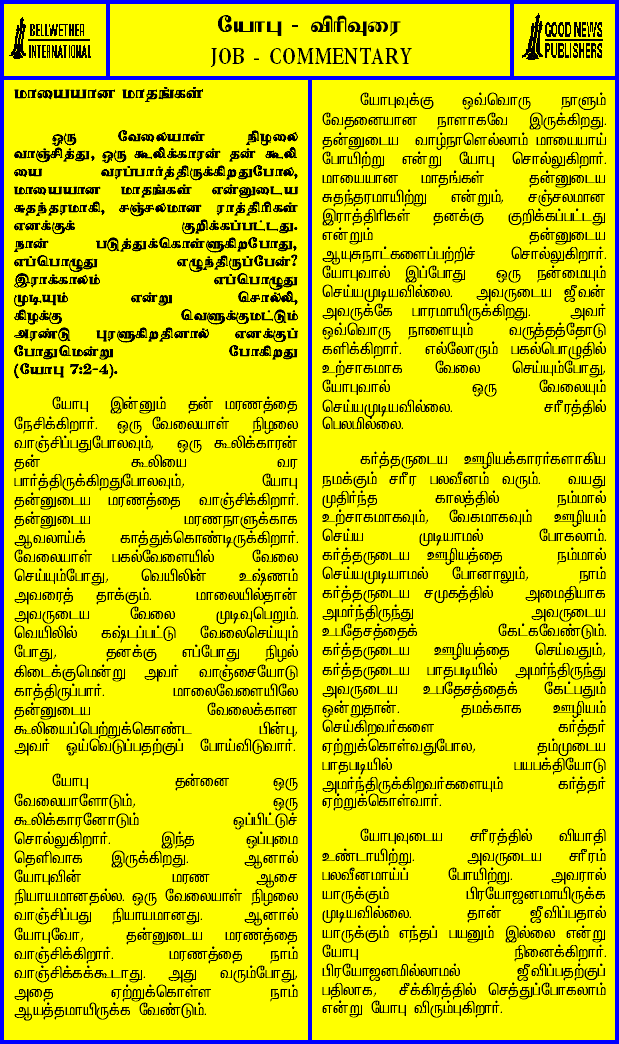 BELLWETHER
INTERNATIONAL
யோபு - விரிவுரை
JOB - COMMENTARY
GOOD NEWS
PUBLISHERS
மாயையான மாதங்கள்
ஒரு வேலையாள் நிழலை
வாஞ்சித்து, ஒரு கூலிக்காரன் தன் கூலி
யை வரப்பார்த்திருக்கிறதுபோல,
மாயையான மாதங்கள் என்னுடைய
சுதந்தரமாகி, சஞ்சலமான ராத்திரிகள்
எனக்குக் குறிக்கப்பட்டது.
நான் படுத்துக்கொள்ளுகிறபோது,
எப்பொழுது எழுந்திருப்பேன்?
இராக்காலம் எப்பொழுது
முடியும் என்று சொல்லி,
கிழக்கு வெளுக்குமட்டும்
அரண்டு புரளுகிறதினால் எனக்குப்
போதுமென்று போகிறது
(யோபு 7:2-4).
யோபு இன்னும் தன் மரணத்தை
நேசிக்கிறார். ஒரு வேலையாள் நிழலை
வாஞ்சிப்பதுபோலவும், ஒரு கூலிக்காரன்
தன் கூலியை வர
பார்த்திருக்கிறதுபோலவும், யோபு
தன்னுடைய மரணத்தை வாஞ்சிக்கிறார்.
தன்னுடைய மரணநாளுக்காக
ஆவலாய்க் காத்துக்கொண்டிருக்கிறார்.
வேலையாள் பகல்வேளையில் வேலை
செய்யும்போது, வெயிலின் உஷ்ணம்
அவரைத் தாக்கும். மாலையில்தான்
அவருடைய வேலை முடிவுபெறும்.
வெயிலில் கஷ்டப்பட்டு வேலைசெய்யும்
போது, தனக்கு எப்போது நிழல்
கிடைக்குமென்று அவர் வாஞ்சையோடு
காத்திருப்பார். மாலைவேளையிலே
தன்னுடைய வேலைக்கான
கூலியைப்பெற்றுக்கொண்ட பின்பு,
அவர் ஓய்வெடுப்பதற்குப் போய்விடுவார்.
யோபு தன்னை ஒரு
வேலையாளோடும், ஒரு
கூலிக்காரனோடும் ஒப்பிட்டுச்
சொல்லுகிறார். இந்த ஒப்புமை
தெளிவாக இருக்கிறது. ஆனால்
யோபுவின் மரண ஆசை
நியாயமானதல்ல. ஒரு வேலையாள் நிழலை
வாஞ்சிப்பது நியாயமானது. ஆனால்
யோபுவோ, தன்னுடைய மரணத்தை
வாஞ்சிக்கிறார். மரணத்தை நாம்
வாஞ்சிக்கக்கூடாது. அது வரும்போது,
அதை ஏற்றுக்கொள்ள நாம்
ஆயத்தமாயிருக்க வேண்டும்.
யோபுவுக்கு ஒவ்வொரு நாளும்
வேதனையான நாளாகவே இருக்கிறது.
தன்னுடைய வாழ்நாளெல்லாம் மாயையாய்
போயிற்று என்று யோபு சொல்லுகிறார்.
மாயையான மாதங்கள் தன்னுடைய
சுதந்தரமாயிற்று என்றும், சஞ்சலமான
இராத்திரிகள் தனக்கு குறிக்கப்பட்டது
என்றும் தன்னுடைய
ஆயுசுநாட்களைப்பற்றிச் சொல்லுகிறார்.
யோபுவால் இப்போது ஒரு நன்மையும்
செய்யமுடியவில்லை. அவருடைய ஜீவன்
அவருக்கே பாரமாயிருக்கிறது. அவர்
ஒவ்வொரு நாளையும் வருத்தத்தோடு
களிக்கிறார். எல்லோரும் பகல்பொழுதில்
உற்சாகமாக வேலை செய்யும்போது,
யோபுவால் ஒரு வேலையும்
செய்யமுடியவில்லை. சரீரத்தில்
பெலமில்லை.
கர்த்தருடைய ஊழியக்காரர்களாகிய
நமக்கும் சரீர பலவீனம் வரும். வயது
முதிர்ந்த காலத்தில் நம்மால்
உற்சாகமாகவும், வேகமாகவும் ஊழியம்
செய்ய முடியாமல் போகலாம்.
கர்த்தருடைய ஊழியத்தை நம்மால்
செய்யமுடியாமல் போனாலும், நாம்
கர்த்தருடைய சமுகத்தில் அமைதியாக
அமர்ந்திருந்து அவருடைய
உபதேசத்தைக் கேட்கவேண்டும்.
கர்த்தருடைய ஊழியத்தை செய்வதும்,
கர்த்தருடைய பாதபடியில் அமர்ந்திருந்து
அவருடைய உபதேசத்தைக் கேட்பதும்
ஒன்றுதான். தமக்காக ஊழியம்
செய்கிறவர்களை கர்த்தர்
ஏற்றுக்கொள்வதுபோல, தம்முடைய
பாதபடியில் பயபக்தியோடு
அமர்ந்திருக்கிறவர்களையும் கர்த்தர்
ஏற்றுக்கொள்வார்.
யோபுவுடைய சரீரத்தில் வியாதி
உண்டாயிற்று. அவருடைய சரீரம்
பலவீனமாய்ப் போயிற்று. அவரால்
யாருக்கும் பிரயோஜனமாயிருக்க
முடியவில்லை. தான் ஜீவிப்பதால்
யாருக்கும் எந்தப் பயனும் இல்லை என்று
யோபு நினைக்கிறார்.
பிரயோஜனமில்லாமல் ஜீவிப்பதற்குப்
பதிலாக, சீக்கிரத்தில் செத்துப்போகலாம்
என்று யோபு விரும்புகிறார்.